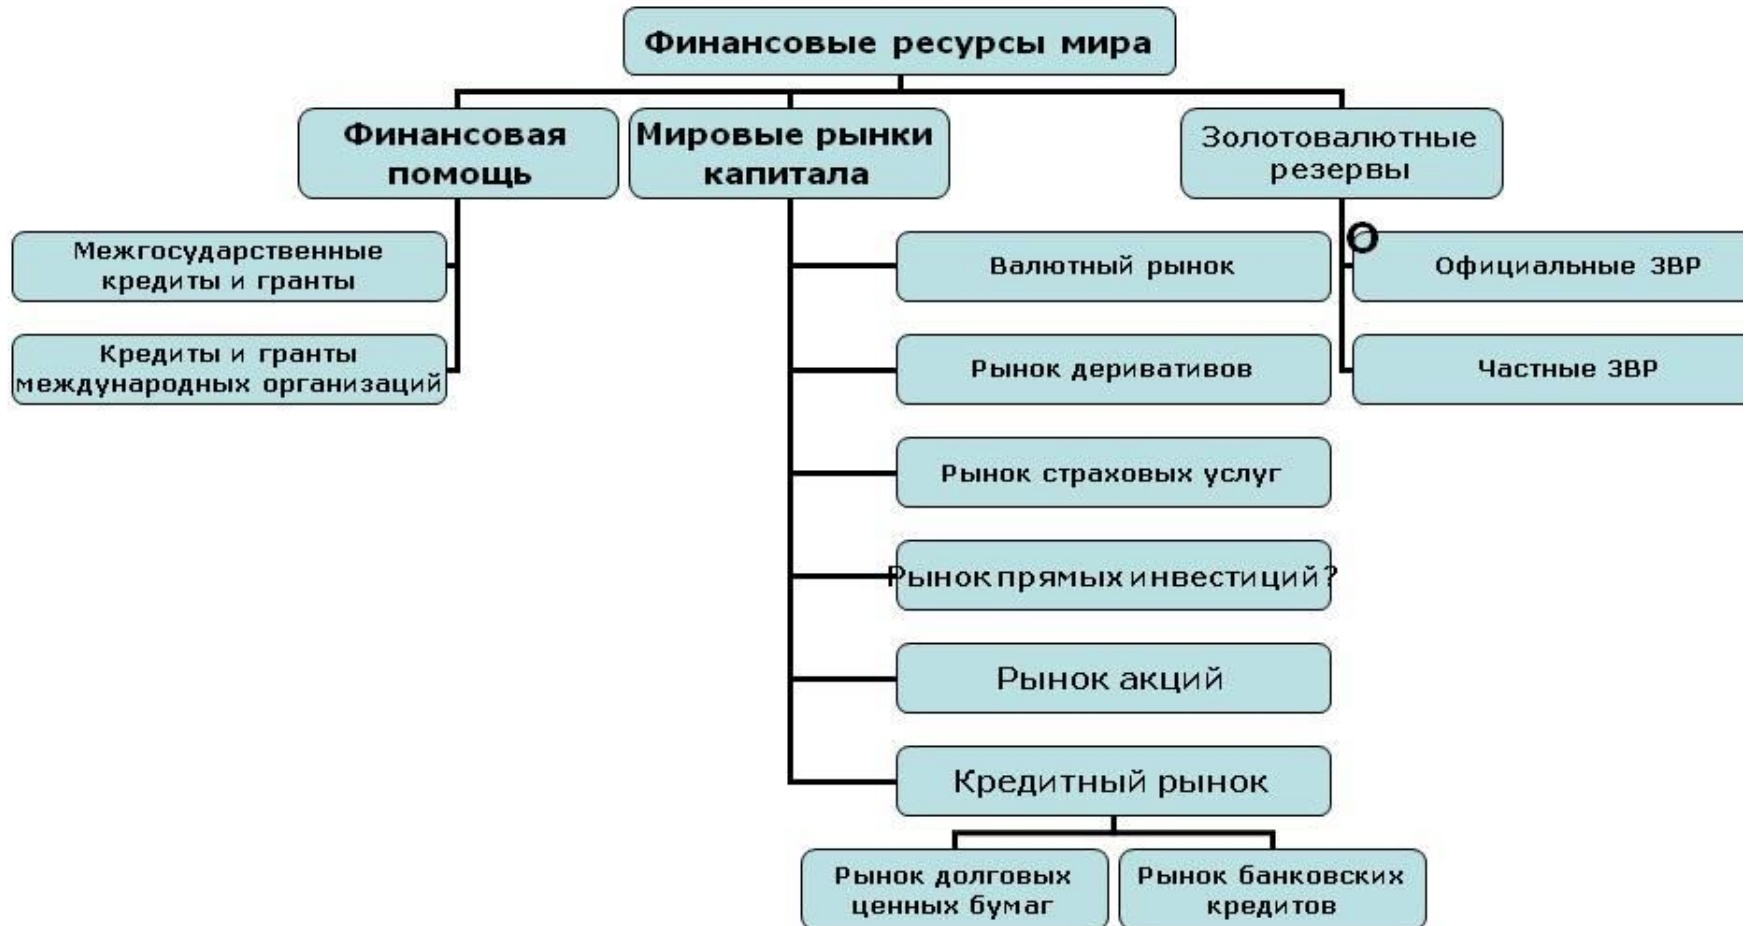 Финансовые ресурсы мира
Финансовая
помощь
Мировые рынки
капитала
Золотовалютные
резервы
Межгосударственные
кредиты и гранты
Кредиты и гранты
международных организаций
Валютный рынок
Рынок деривативов
Рынок страховых услуг
Рынок прямых инвестиций?
Рынок акций
Кредитный рынок
Рынок долговых
ценных бумаг
Рынок банковских
кредитов
О
Официальные ЗВР
Частные ЗВР